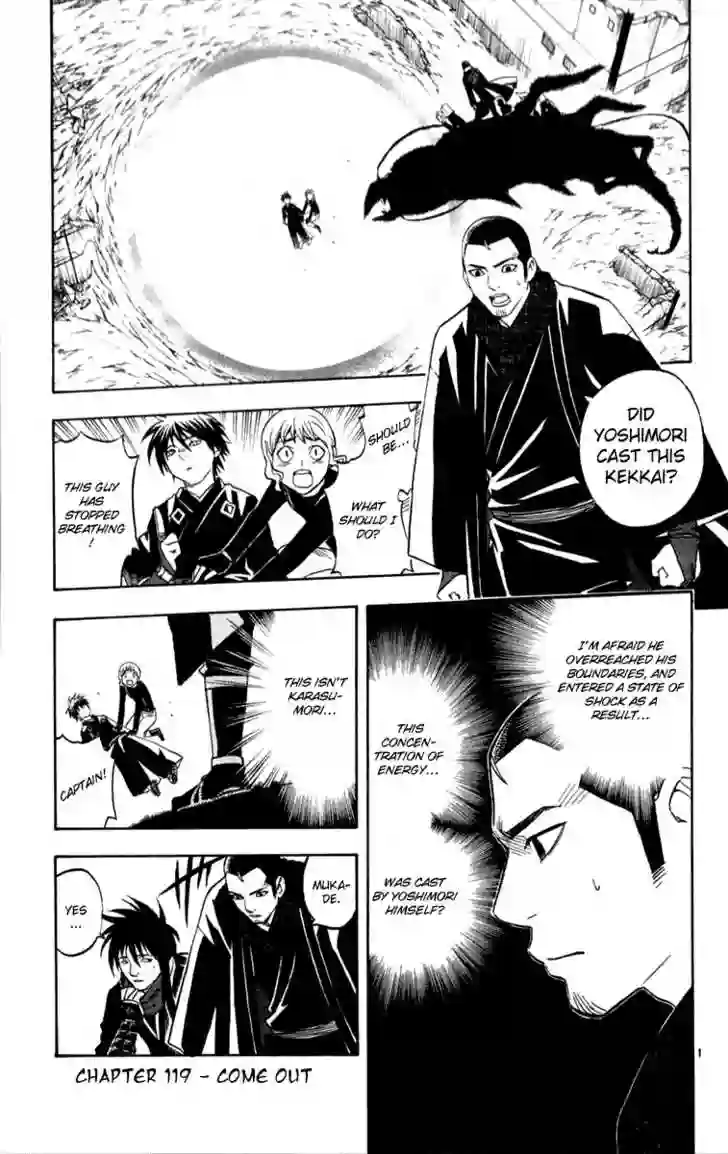 DID
YOSHIMORI
CAST THIS
KEKKAI?
SHOULD
BE...
WHAT
SHOULD I
DO?
THIS GUY
HAS
STOPPED
BREATHING
!
I'M AFRAID HE
OVERREACHED HIS
BOUNDARIES, AND
ENTERED A STATE OF
SHOCK AS A
RESULT...
THIS
CONCEN-
TRATION OF
ENERGY...
WAS CAST
BY YOSHIMORI
HIMSELF?
THIS ISN'T
KARASU-
MORI...
CAPTAIN!
MUKA-
DE.
YES
...
CHAPTER 119 - COME OUT
1